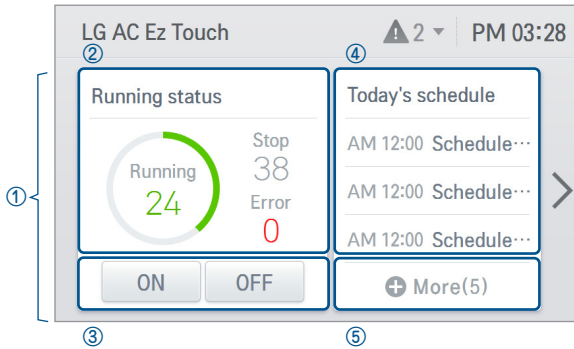 LG AC Ez Touch
2
PM 03:28
②
④
①
Running status
Running
24
Stop
38
Error
0
Today's schedule
AM 12:00 Schedule···
AM 12:00 Schedule···
AM 12:00 Schedule···
ON
OFF
More(5)
③
⑤